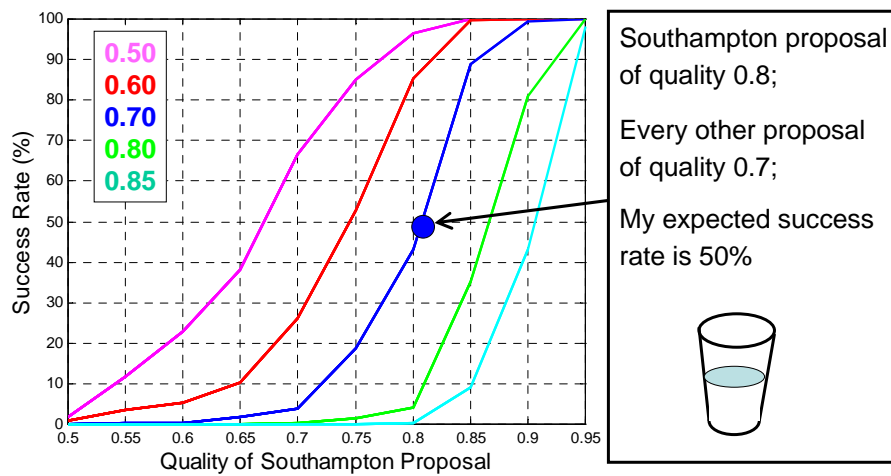 100
90
80
70
60
50
40
30
20
10
0
Success Rate (%)
0.50
0.60
0.70
0.80
0.85
0.5 0.55 0.6 0.65 0.7 0.75 0.8 0.85 0.9 0.95
Quality of Southampton Proposal
Southampton proposal
of quality 0.8;
Every other proposal
of quality 0.7;
My expected success
rate is 50%